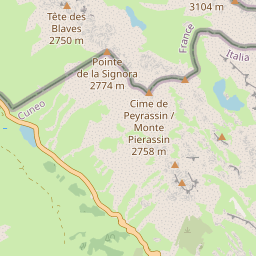 Tête des
Blaves
2750 m
3104 m
France
Italia
Pointe
de la Signora
2774 m
Cime de
Peyrassin /
Monte
Pierassin
2758 m
Cuneo